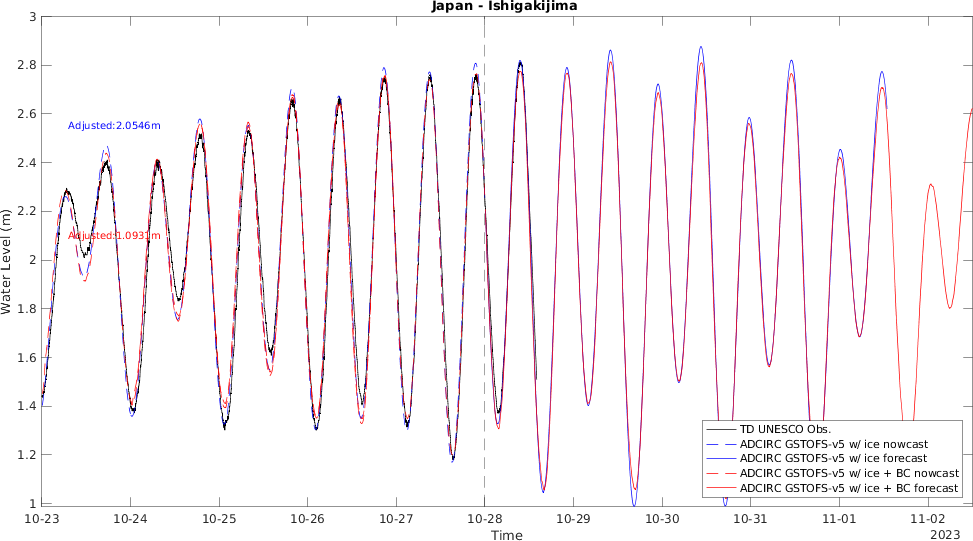 Japan - Ishigakijima
3
2.8
2.6
2.4
2.2
2
1.8
1.6
1.4
1.2
1
Water Level (m)
Adjusted:2.0546m
Adjusted:1.0931m
TD UNESCO Obs.
ADCIRC GSTOFS-v5 w/ ice nowcast
ADCIRC GSTOFS-v5 w/ ice forecast
ADCIRC GSTOFS-v5 w/ ice + BC nowcast
ADCIRC GSTOFS-v5 w/ ice + BC forecast
10-23 10-24 10-25 10-26 10-27 10-28 10-29 10-30 10-31 11-01 11-02
Time 2023